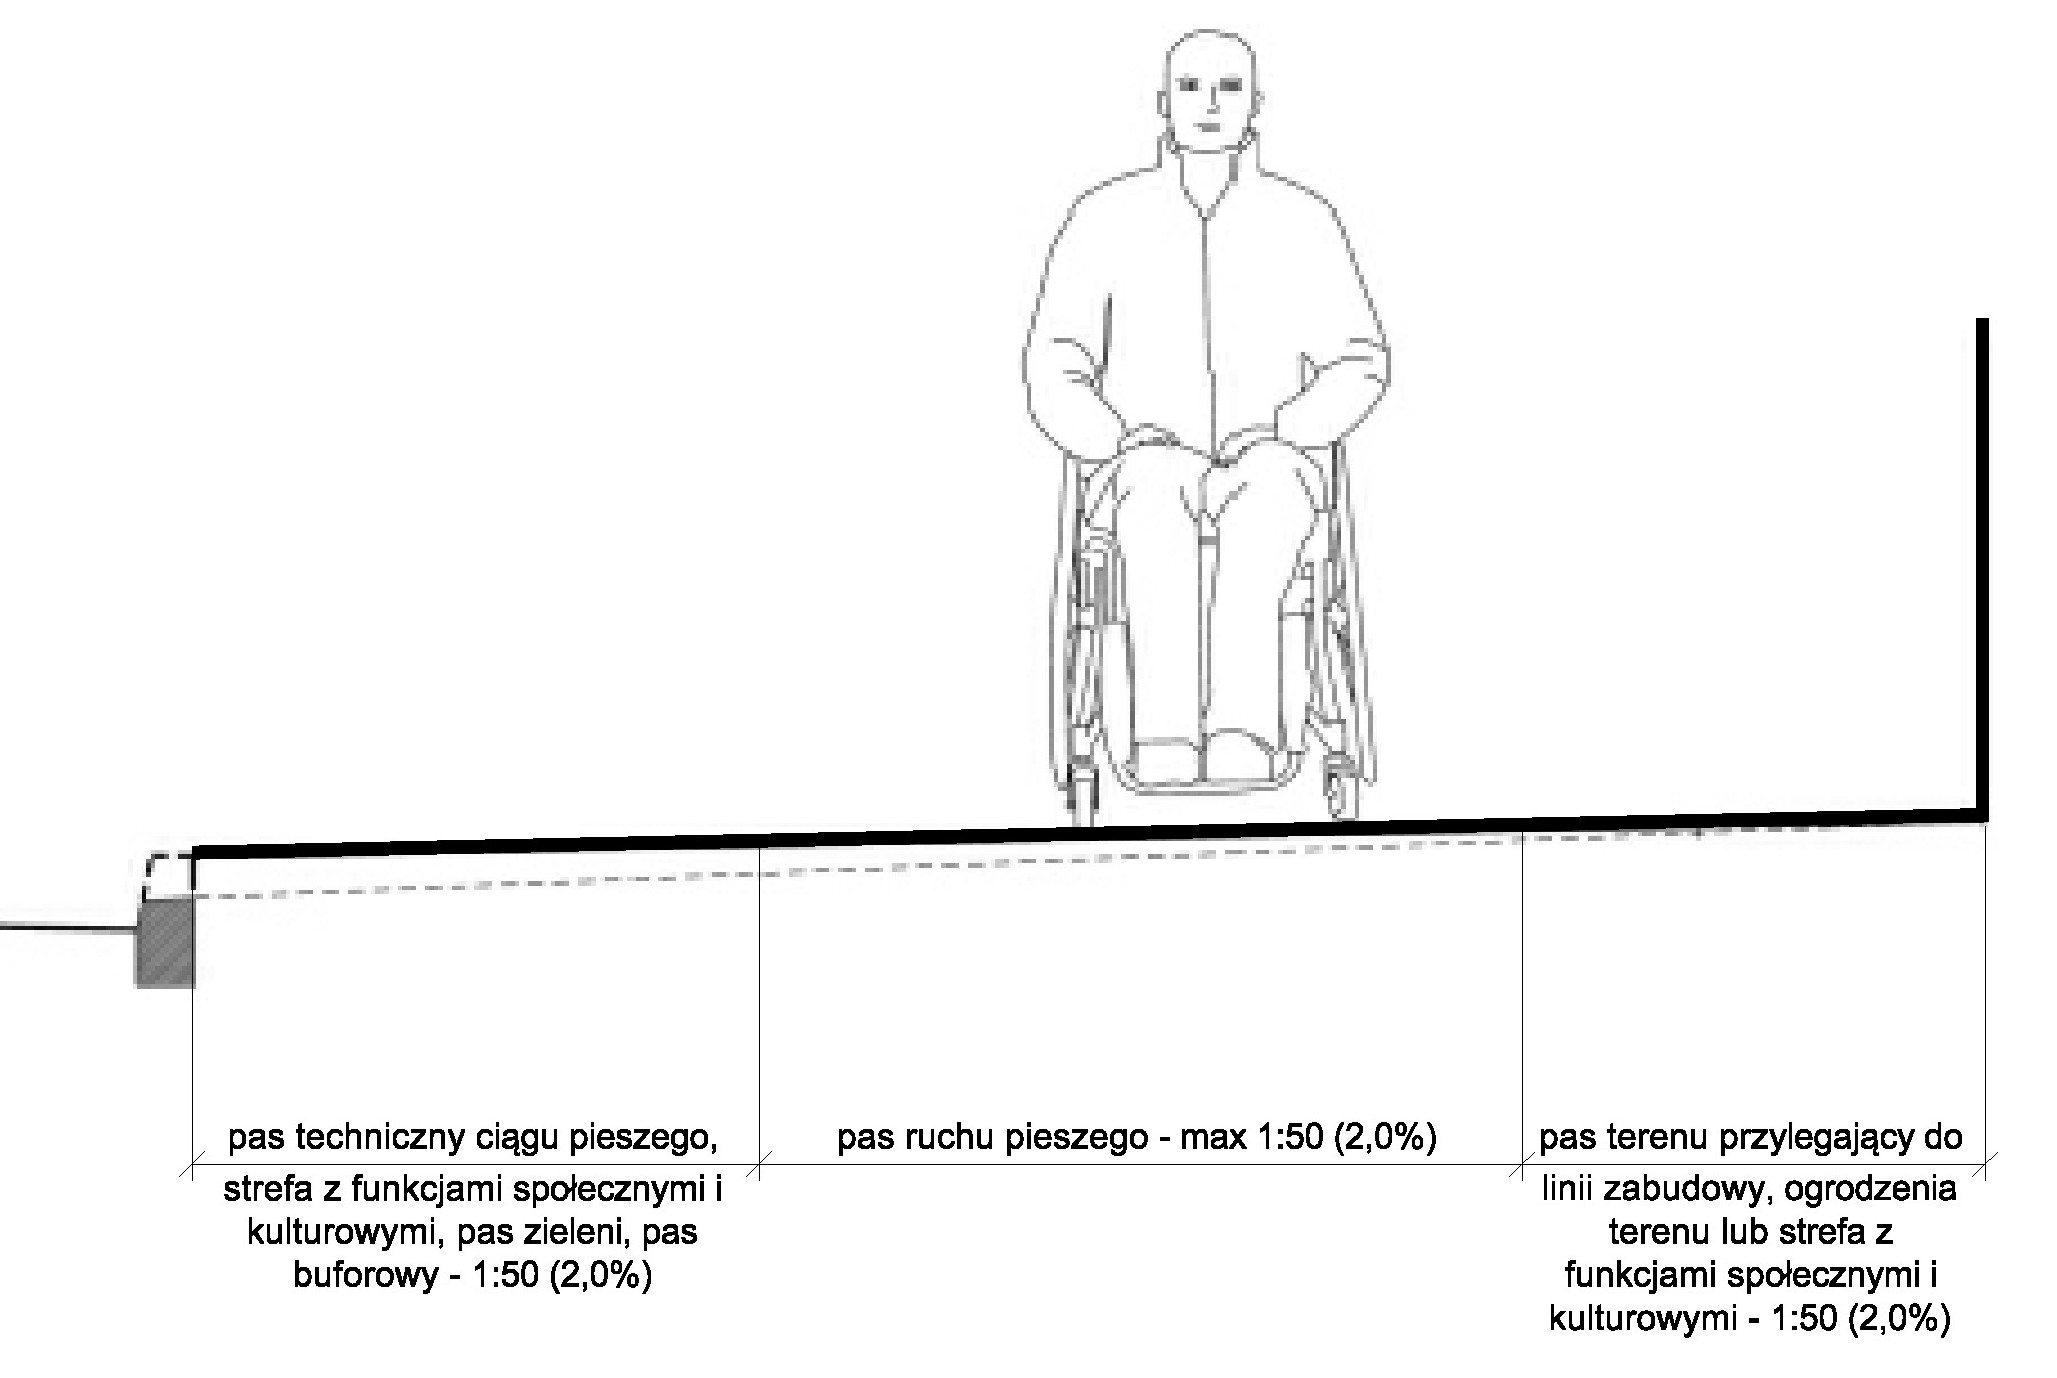 pas techniczny ciągu pieszego,
strefa z funkcjami społecznymi i
kulturowymi, pas zieleni, pas
buforowy - 1:50 (2,0%)
pas ruchu pieszego - max 1:50 (2,0%)
pas terenu przylegający do
linii zabudowy, ogrodzenia
terenu lub strefa z
funkcjami społecznymi i
kulturowymi - 1:50 (2,0%)